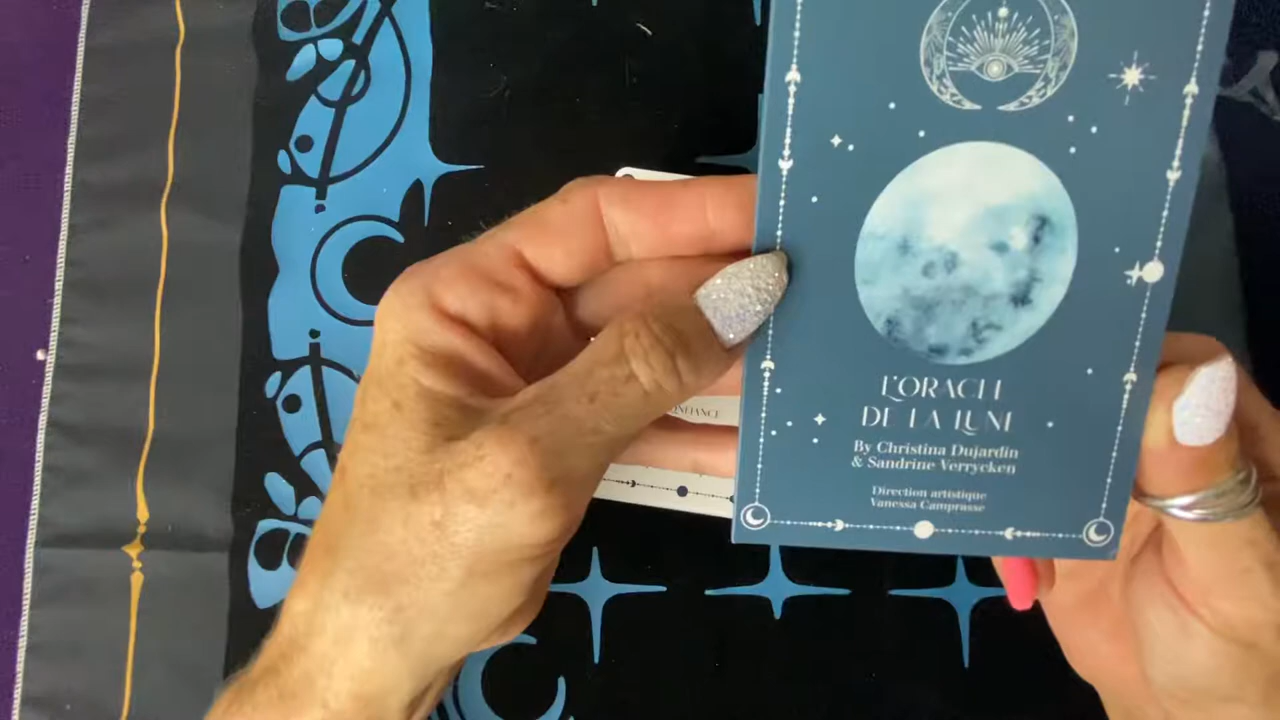 L'ORACLE
DE LA LUNE
By Christina Dujardin
& Sandrine Verrycken
Direction artistique
Vanessa Camprasse